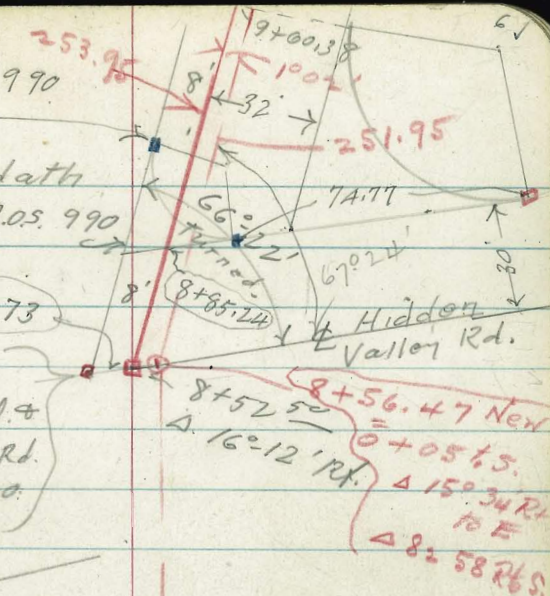 6√
9+60.38
253.95
1°02'
990
8'
32'
251.95
lath
.O.S. 990
66°22'
turned.
74.77
67°24'
30
8'
8+85.24
73
℄ Hidden
Valley Rd.
8+52 50
Δ 16°-12' Rt.
8+56.47 New
=
0+05 t.S.
Δ 15°34' Rt
to E
Δ 82 58 Rt S.
&
Rd.